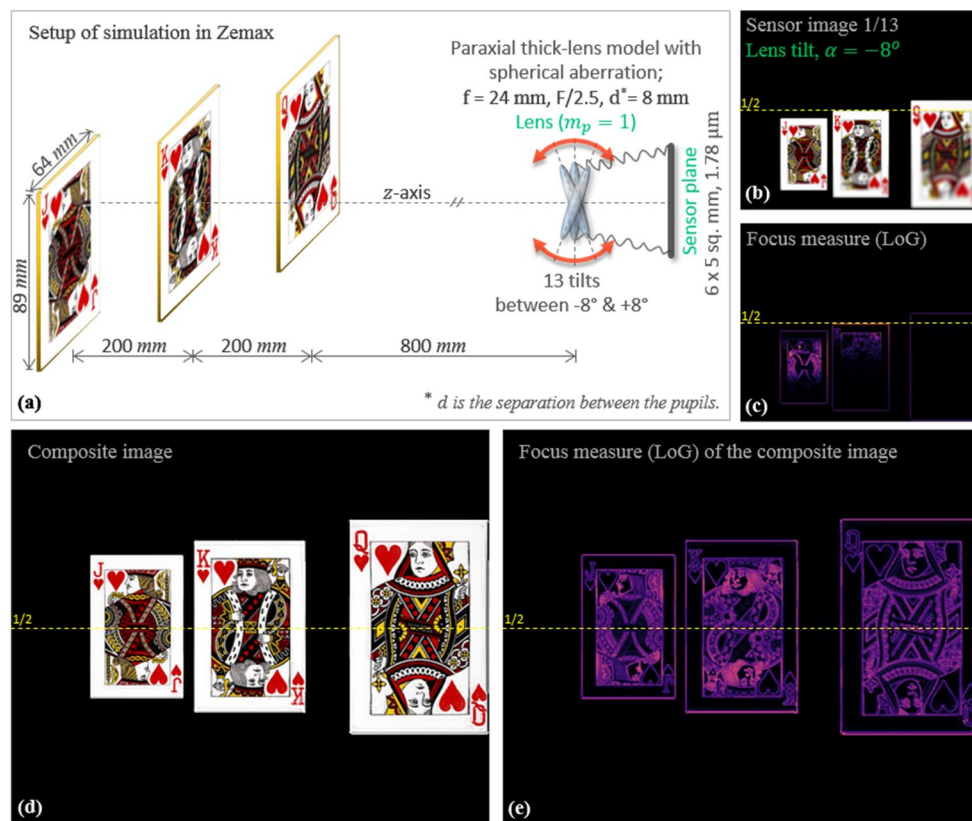 Setup of simulation in Zemax
Paraxial thick-lens model with
spherical aberration;
f = 24 mm, F/2.5, d*= 8 mm
Lens (m_p = 1)
64 mm
89 mm
J
J
K
K
Q
Q
z-axis
13 tilts
between -8° & +8°
Sensor plane
6 x 5 sq. mm, 1.78 µm
200 mm
200 mm
800 mm
(a)
* d is the separation between the pupils.
Sensor image 1/13
Lens tilt, α = −8°
1/2
J
K
Q
(b)
Focus measure (LoG)
1/2
(c)
Composite image
J
K
Q
1/2
J
K
Q
(d)
Focus measure (LoG) of the composite image
J
K
Q
1/2
J
K
(e)